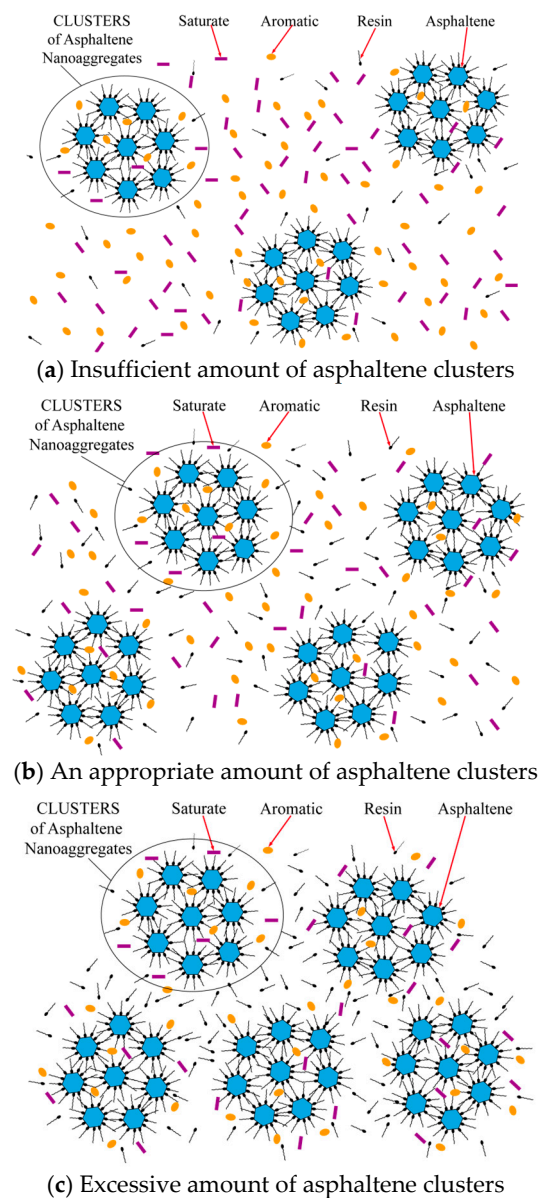 CLUSTERS
of Asphaltene
Nanoaggregates
Saturate
Aromatic
Resin
Asphaltene
(a) Insufficient amount of asphaltene clusters
CLUSTERS
of Asphaltene
Nanoaggregates
Saturate
Aromatic
Resin
Asphaltene
(b) An appropriate amount of asphaltene clusters
CLUSTERS
of Asphaltene
Nanoaggregates
Saturate
Aromatic
Resin
Asphaltene
(c) Excessive amount of asphaltene clusters